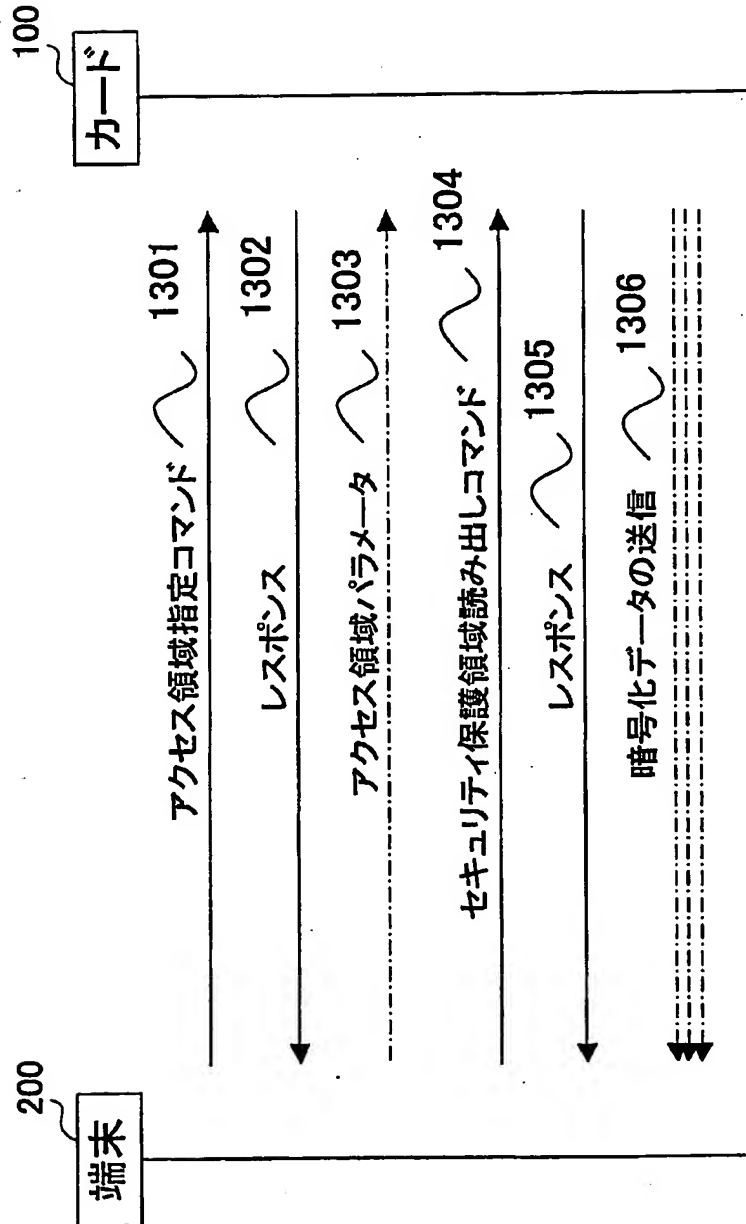 200
端末
100
カード
アクセス領域指定コマンド
1301
レスポンス
1302
アクセス領域パラメータ
1303
セキュリティ保護領域読み出しコマンド
1304
レスポンス
1305
暗号化データの送信
1306